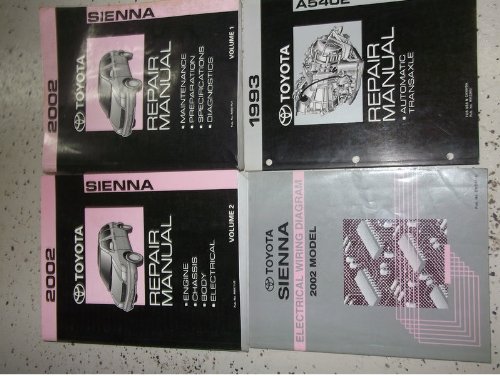 2002
SIENNA
TOYOTA
REPAIR
MANUAL
• MAINTENANCE
• PREPARATION
• SPECIFICATIONS
• DIAGNOSTICS
VOLUME 1
1993
A540E
TOYOTA
REPAIR
MANUAL
• AUTOMATIC
TRANSAXLE
2002
SIENNA
TOYOTA
REPAIR
MANUAL
• ENGINE
• CHASSIS
• BODY
• ELECTRICAL
VOLUME 2
TOYOTA
SIENNA
2002 MODEL
ELECTRICAL WIRING DIAGRAM